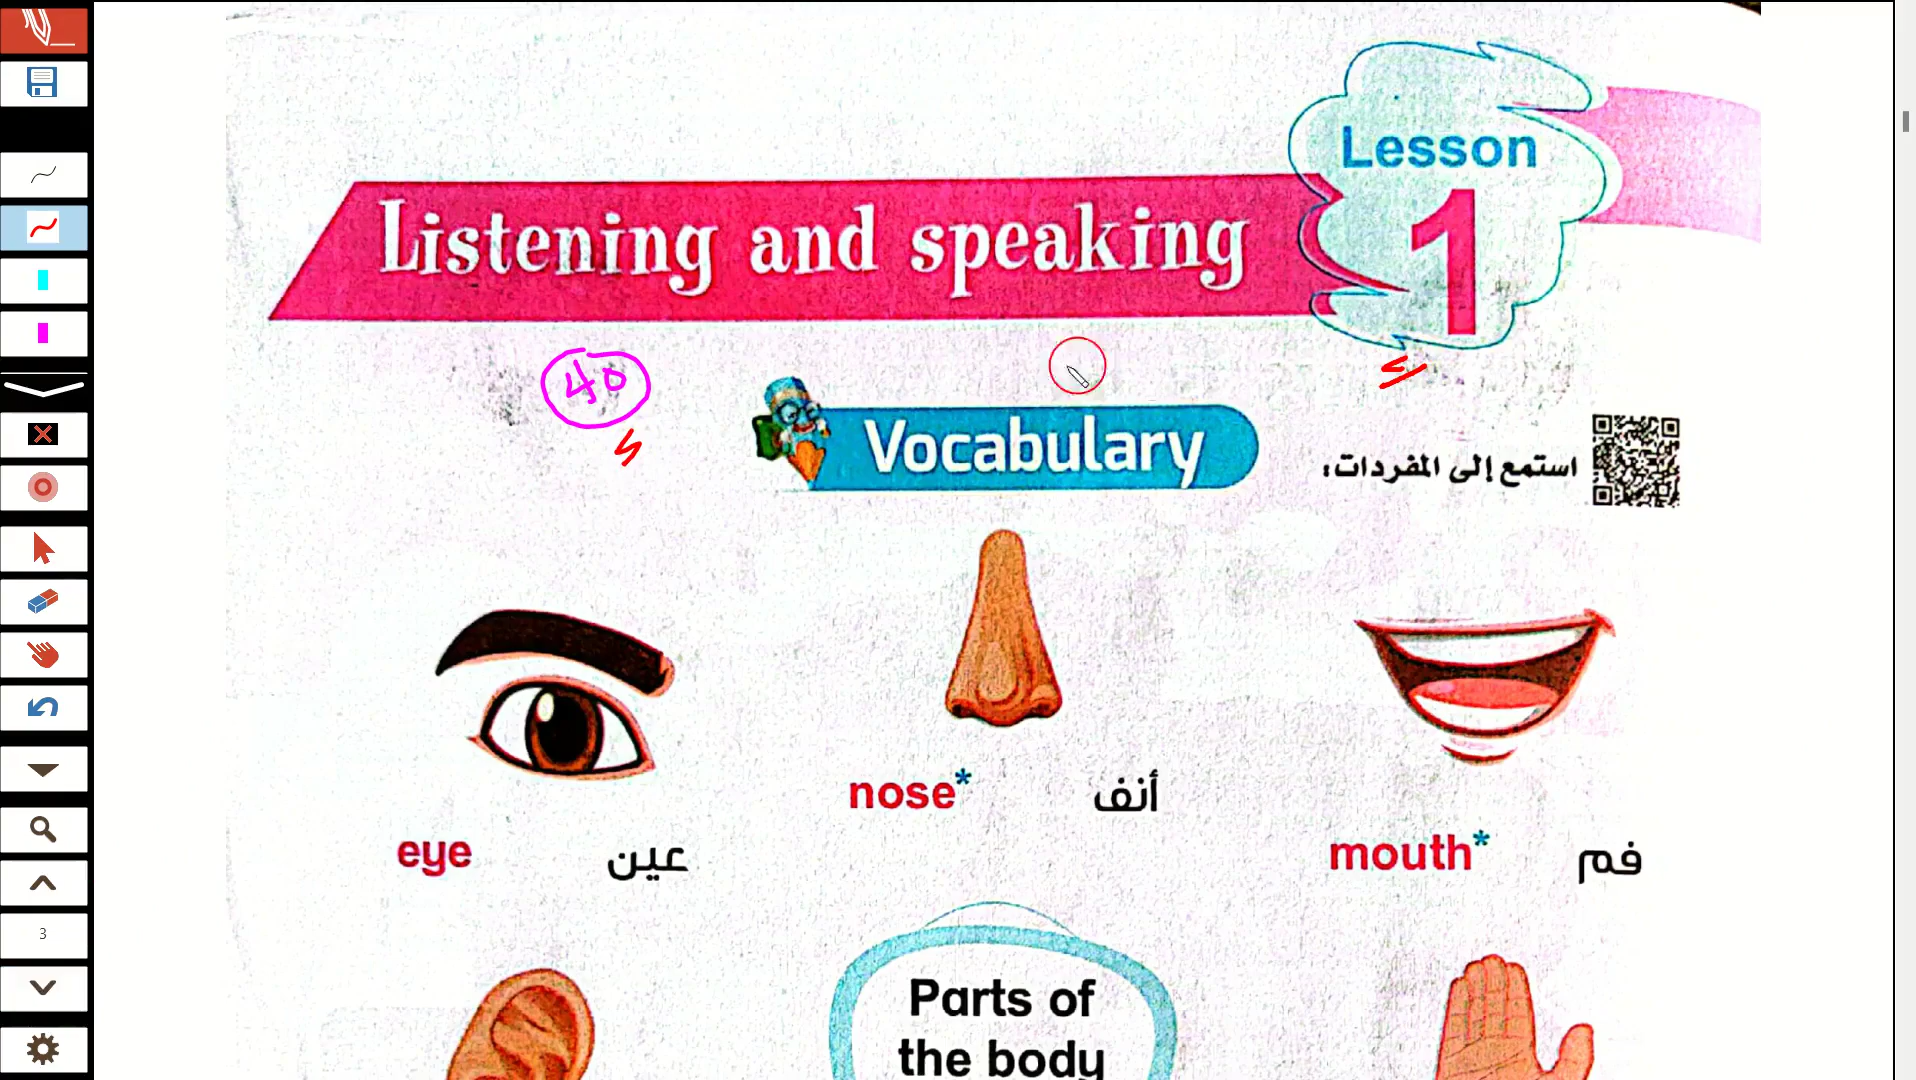 Lesson
1
Listening and speaking
40
Vocabulary
استمع إلى المفردات:
nose* أنف
eye عين
mouth* فم
Parts of
the body
3